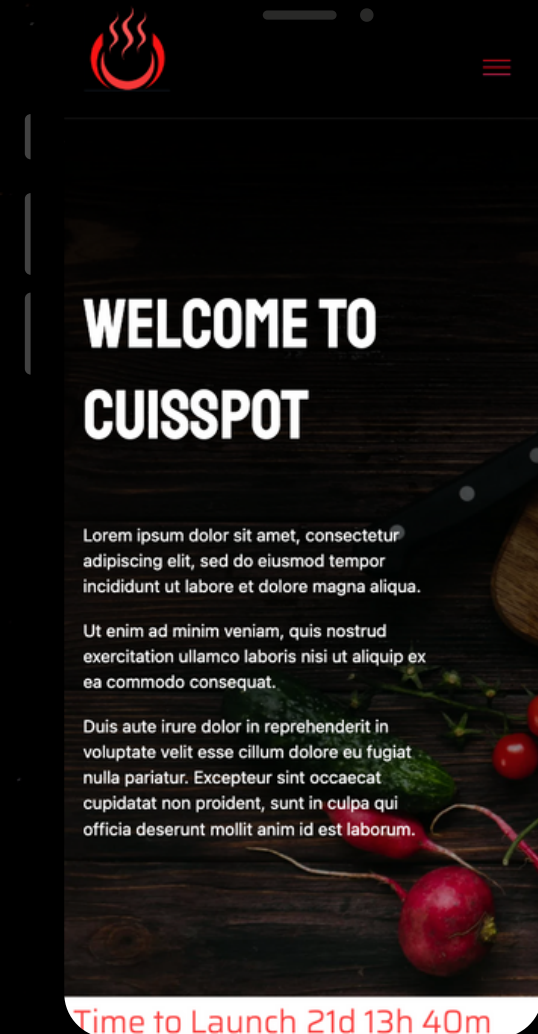 WELCOME TO
CUISSPOT
Lorem ipsum dolor sit amet, consectetur
adipiscing elit, sed do eiusmod tempor
incididunt ut labore et dolore magna aliqua.
Ut enim ad minim veniam, quis nostrud
exercitation ullamco laboris nisi ut aliquip ex
ea commodo consequat.
Duis aute irure dolor in reprehenderit in
voluptate velit esse cillum dolore eu fugiat
nulla pariatur. Excepteur sint occaecat
cupidatat non proident, sunt in culpa qui
officia deserunt mollit anim id est laborum.
Time to Launch 21d 13h 40m